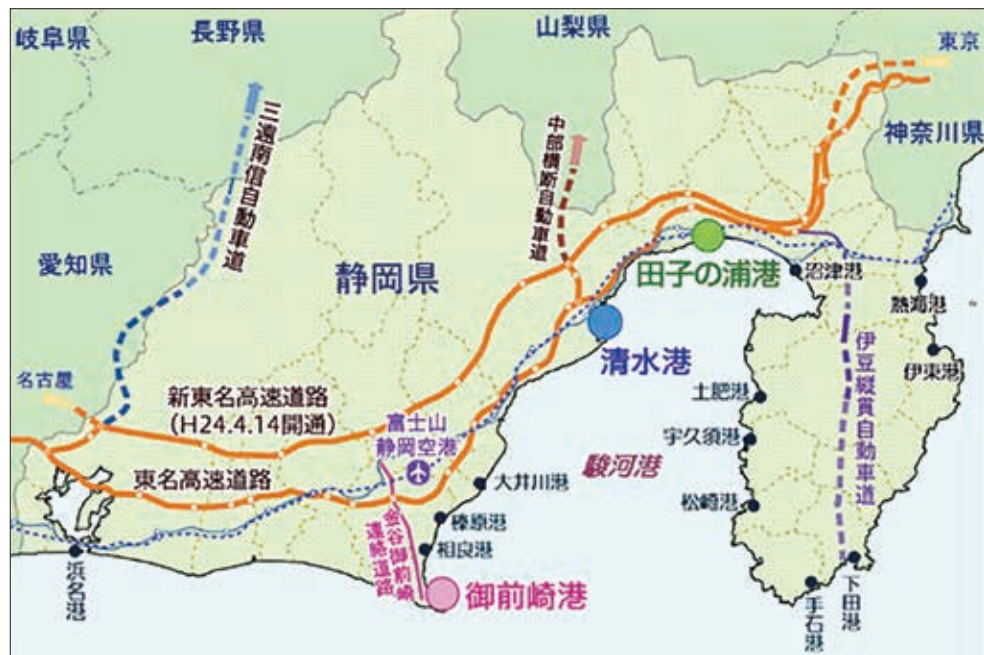 岐阜県
長野県
山梨県
東京
神奈川県
三遠南信自動車道
中部横断自動車道
愛知県
静岡県
田子の浦港
沼津港
熱海港
清水港
伊東港
伊豆縦貫自動車道
名古屋
新東名高速道路
(H24.4.14開通)
富士山
静岡空港
土肥港
宇久須港
駿河港
東名高速道路
大井川港
松崎港
金谷御前崎
連絡道路
榛原港
相良港
御前崎港
浜名港
下田港
手石港